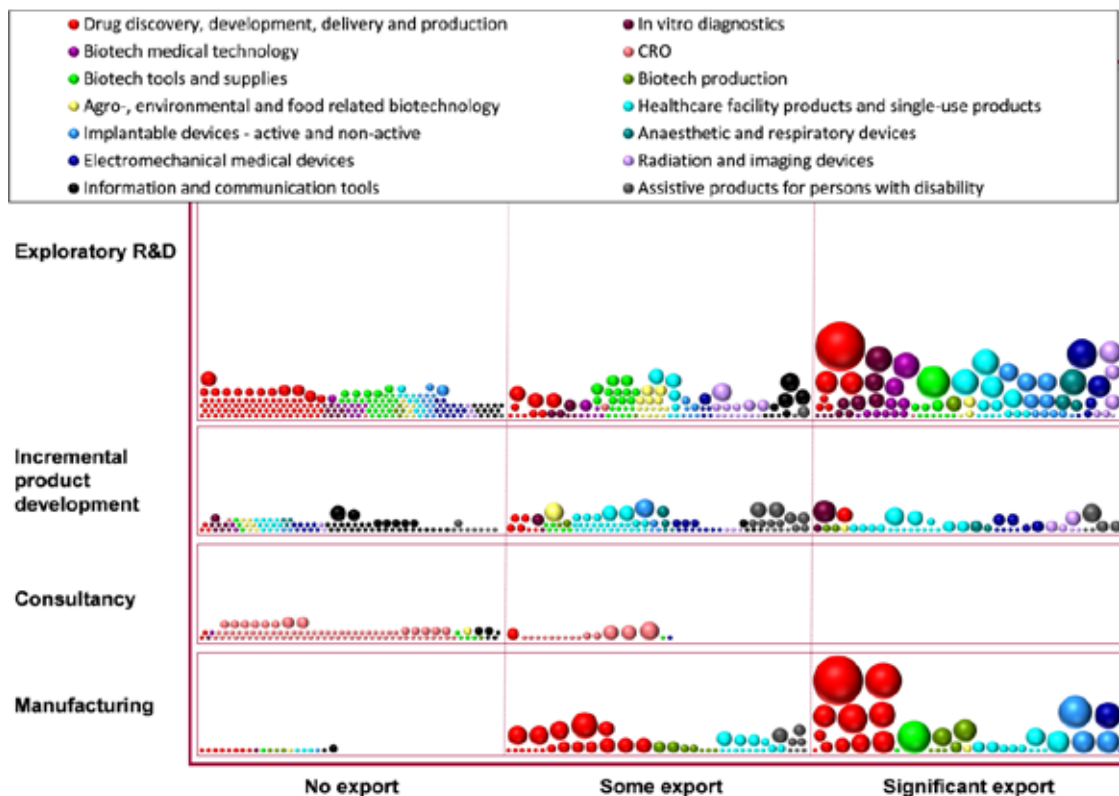 Drug discovery, development, delivery and production
Biotech medical technology
Biotech tools and supplies
Agro-, environmental and food related biotechnology
Implantable devices - active and non-active
Electromechanical medical devices
Information and communication tools
In vitro diagnostics
CRO
Biotech production
Healthcare facility products and single-use products
Anaesthetic and respiratory devices
Radiation and imaging devices
Assistive products for persons with disability
Exploratory R&D
Incremental
product
development
Consultancy
Manufacturing
No export
Some export
Significant export